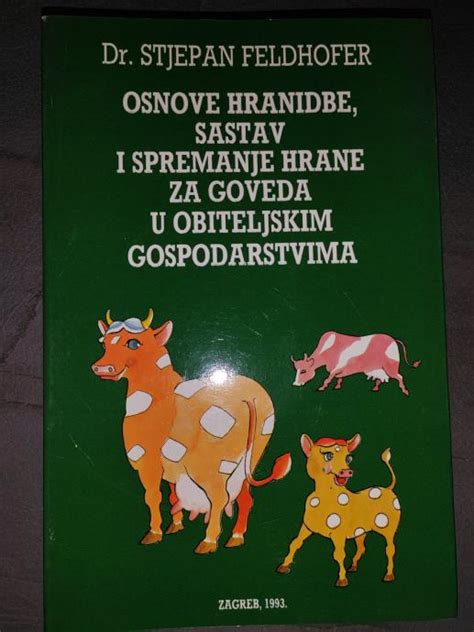 Dr. STJEPAN FELDHOFER
OSNOVE HRANIDBE,
SASTAV
I SPREMANJE HRANE
ZA GOVEDA
U OBITELJSKIM
GOSPODARSTVIMA
ZAGREB, 1993.